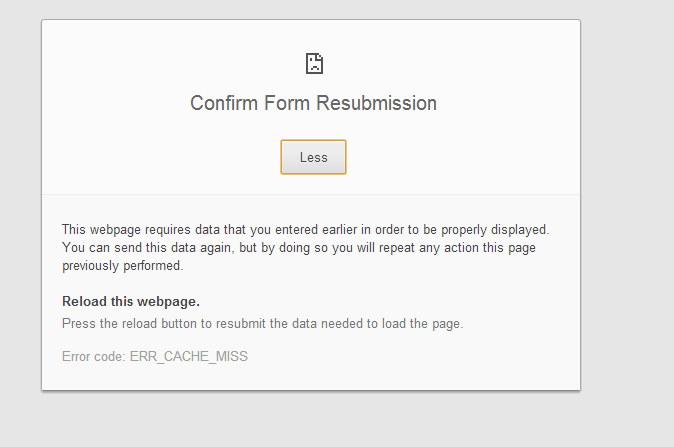 Confirm Form Resubmission
Less
This webpage requires data that you entered earlier in order to be properly displayed.
You can send this data again, but by doing so you will repeat any action this page
previously performed.
Reload this webpage.
Press the reload button to resubmit the data needed to load the page.
Error code: ERR_CACHE_MISS